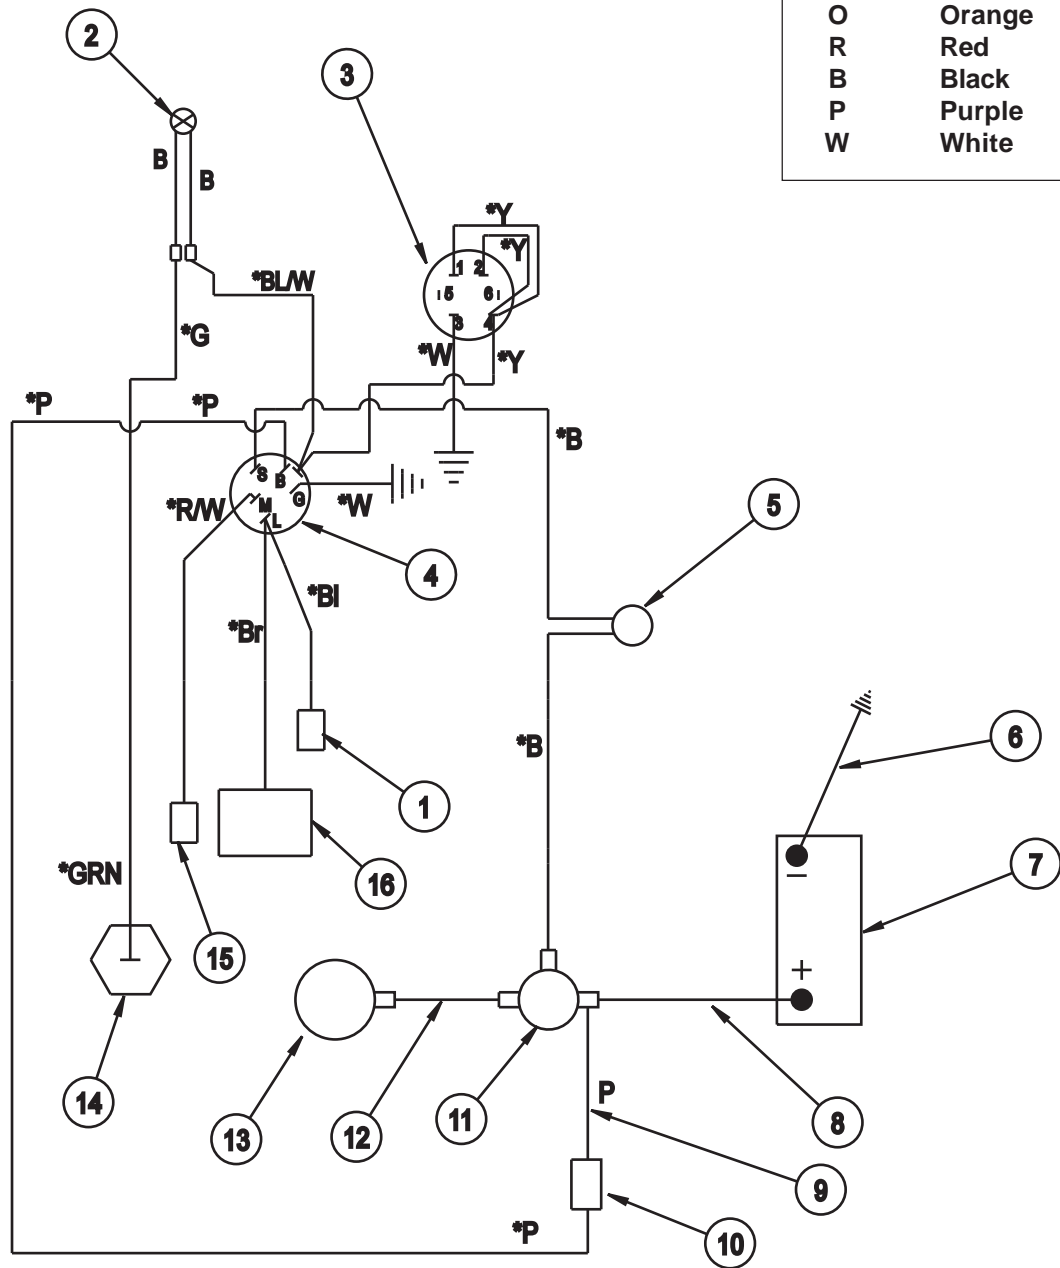 O Orange
R Red
B Black
P Purple
W White
2
3
B
B
*Y
*Y
1 2
5 6
3 4
*BL/W
*G
*W
*Y
*P
*P
*B
S
B
M
G
L
*R/W
*W
5
4
*Bl
*Br
*B
6
1
7
16
*GRN
15
–
+
14
13
12
11
P
8
9
*P
10